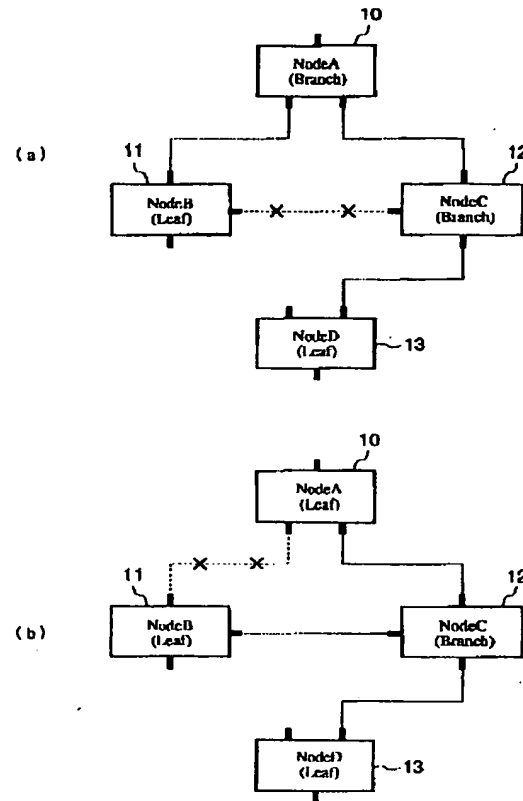 10
NodeA
(Branch)
(a)
11
12
NodeB
(Leaf)
NodeC
(Branch)
NodeD
(Leaf)
13
10
NodeA
(Leaf)
(b)
11
12
NodeB
(Leaf)
NodeC
(Branch)
NodeD
(Leaf)
13